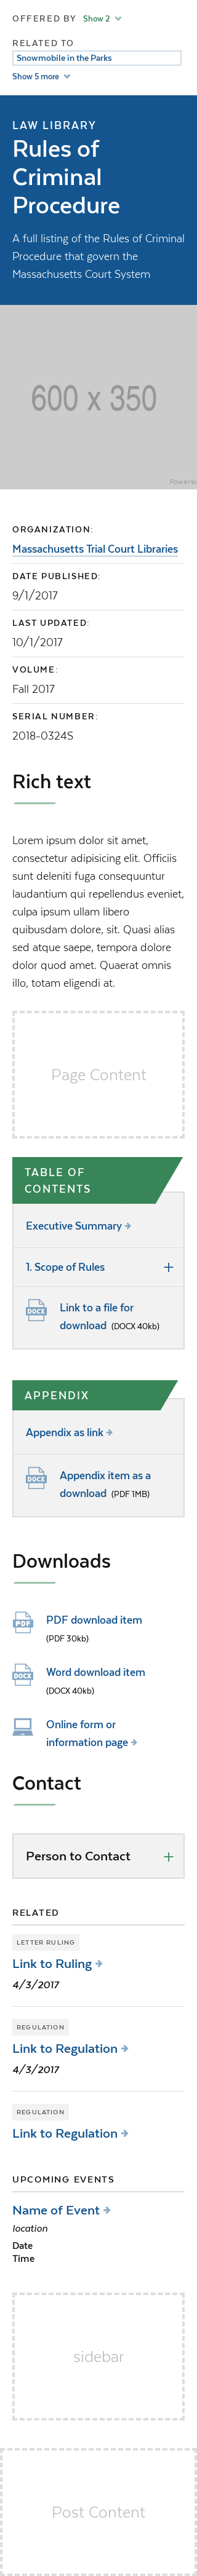 OFFERED BY Show 2
RELATED TO
Snowmobile in the Parks
Show 5 more
LAW LIBRARY
Rules of
Criminal
Procedure
A full listing of the Rules of Criminal
Procedure that govern the
Massachusetts Court System
600 x 350
Powere
ORGANIZATION:
Massachusetts Trial Court Libraries
DATE PUBLISHED:
9/1/2017
LAST UPDATED:
10/1/2017
VOLUME:
Fall 2017
SERIAL NUMBER:
2018-0324S
Rich text
Lorem ipsum dolor sit amet,
consectetur adipisicing elit. Officiis
sunt deleniti fuga consequuntur
laudantium qui repellendus eveniet,
culpa ipsum ullam libero
quibusdam dolore, sit. Quasi alias
sed atque saepe, tempora dolore
dolor quod amet. Quaerat omnis
illo, totam eligendi at.
Page Content
TABLE OF
CONTENTS
Executive Summary
1. Scope of Rules
DOCX Link to a file for
download (DOCX 40kb)
APPENDIX
Appendix as link
DOCX Appendix item as a
download (PDF 1MB)
Downloads
PDF PDF download item
(PDF 30kb)
DOCX Word download item
(DOCX 40kb)
Online form or
information page
Contact
Person to Contact
RELATED
LETTER RULING
Link to Ruling
4/3/2017
REGULATION
Link to Regulation
4/3/2017
REGULATION
Link to Regulation
UPCOMING EVENTS
Name of Event
location
Date
Time
sidebar
Post Content